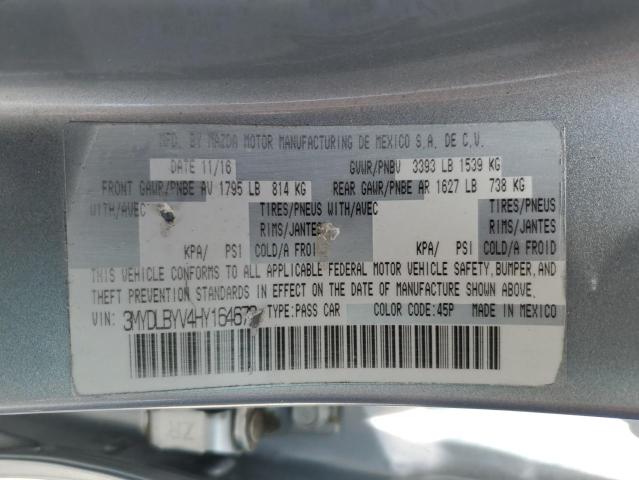 MFD. BY MAZDA MOTOR MANUFACTURING DE MEXICO S.A. DE C.V.
DATE 11/16 GVWR/PNBV 3393 LB 1539 KG
FRONT GAWR/PNBE AV 1795 LB 814 KG REAR GAWR/PNBE AR 1627 LB 738 KG
WITH/AVEC TIRES/PNEUS WITH/AVEC TIRES/PNEUS
RIMS/JANTES RIMS/JANTES
KPA/ PSI COLD/A FROID KPA/ PSI COLD/A FROID
THIS VEHICLE CONFORMS TO ALL APPLICABLE FEDERAL MOTOR VEHICLE SAFETY, BUMPER, AND
THEFT PREVENTION STANDARDS IN EFFECT ON THE DATE OF MANUFACTURE SHOWN ABOVE.
VIN: TYPE:PASS CAR COLOR CODE:45P MADE IN MEXICO
ZR